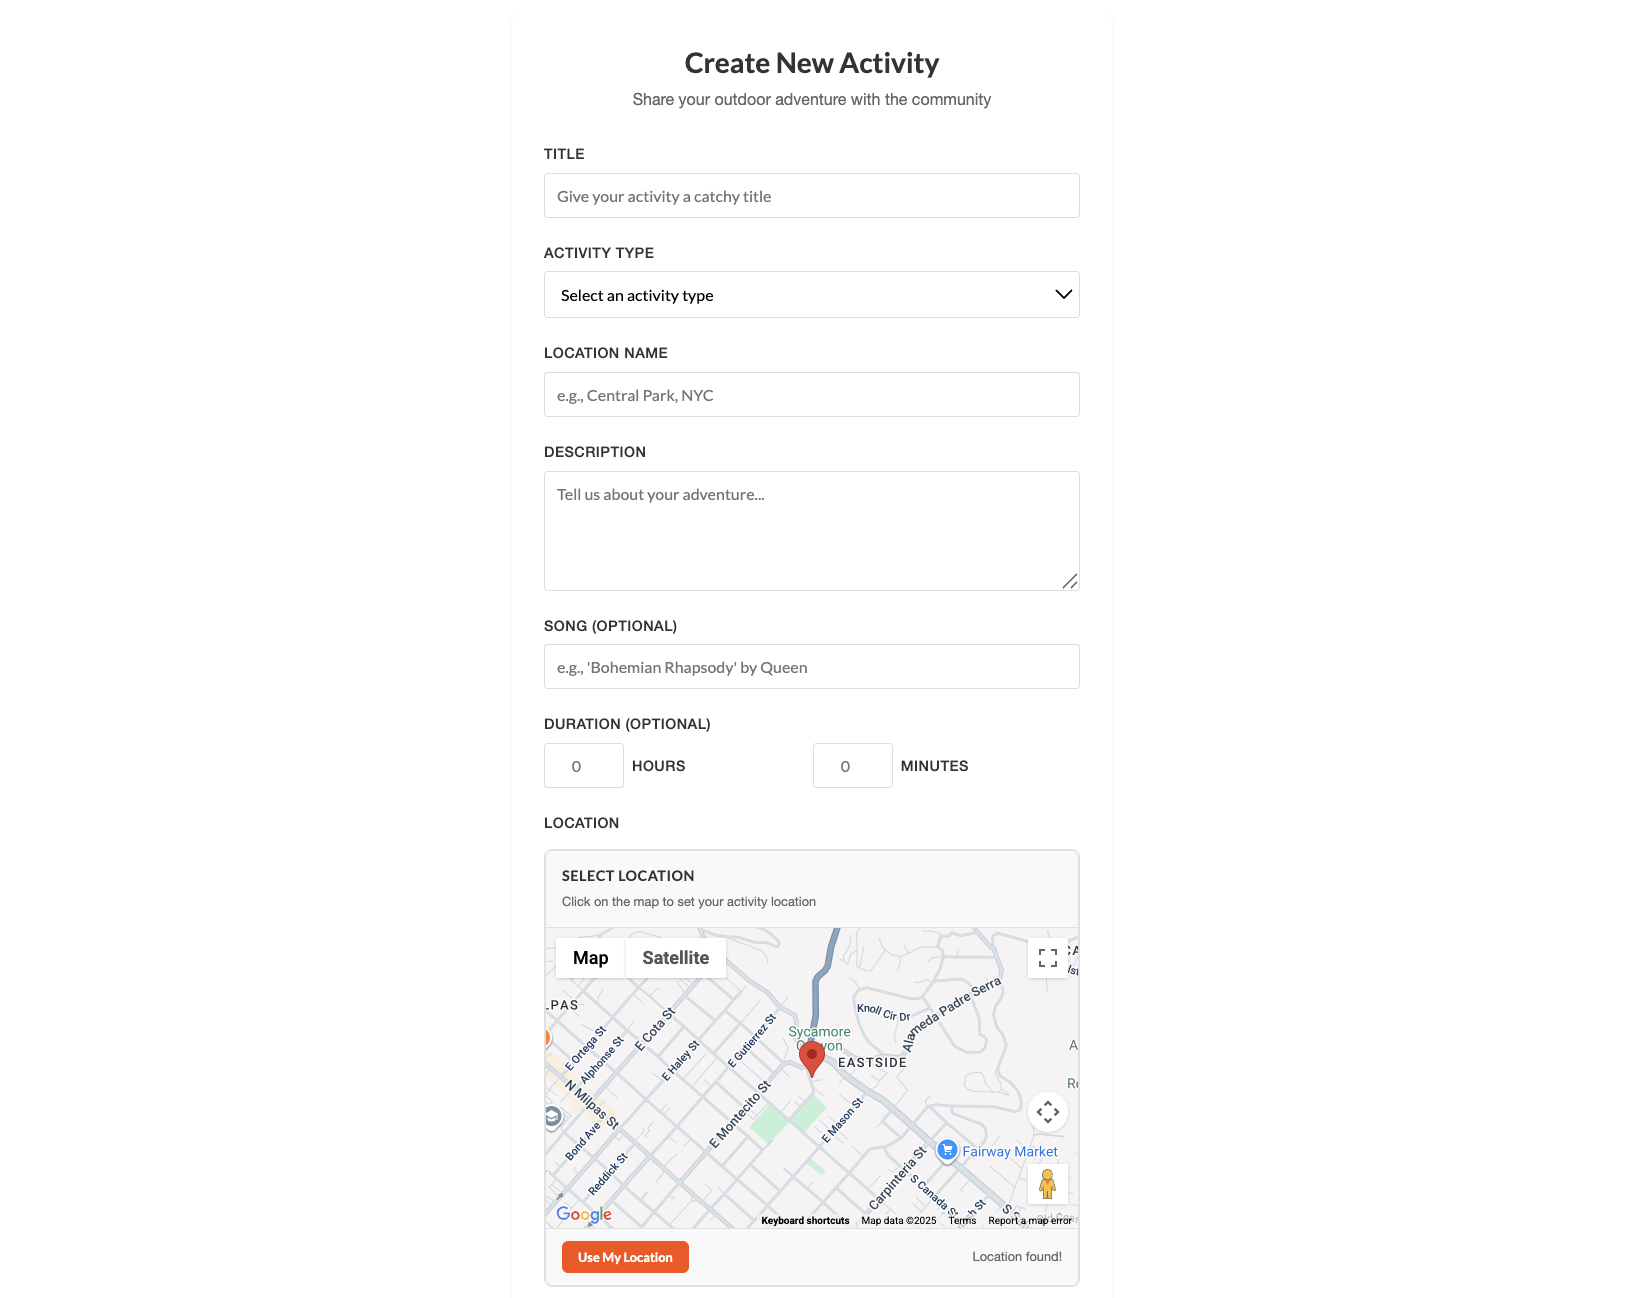 Create New Activity
Share your outdoor adventure with the community
TITLE
Give your activity a catchy title
ACTIVITY TYPE
Select an activity type
LOCATION NAME
e.g., Central Park, NYC
DESCRIPTION
Tell us about your adventure...
SONG (OPTIONAL)
e.g., 'Bohemian Rhapsody' by Queen
DURATION (OPTIONAL)
0 HOURS 0 MINUTES
LOCATION
SELECT LOCATION
Click on the map to set your activity location
Map Satellite
LPAS
E Ortega St
Alphonse St
E Cota St
E Haley St
E Gutierrez St
Knoll Cir Dr
Alameda Padre Serra
Sycamore
EASTSIDE
N Milpas St
E Montecito St
E Mason St
Bond Ave
Reddick St
Carpinteria St
S Canada St
Fairway Market
Google
Keyboard shortcuts Map data ©2025 Terms Report a map error
Use My Location Location found!